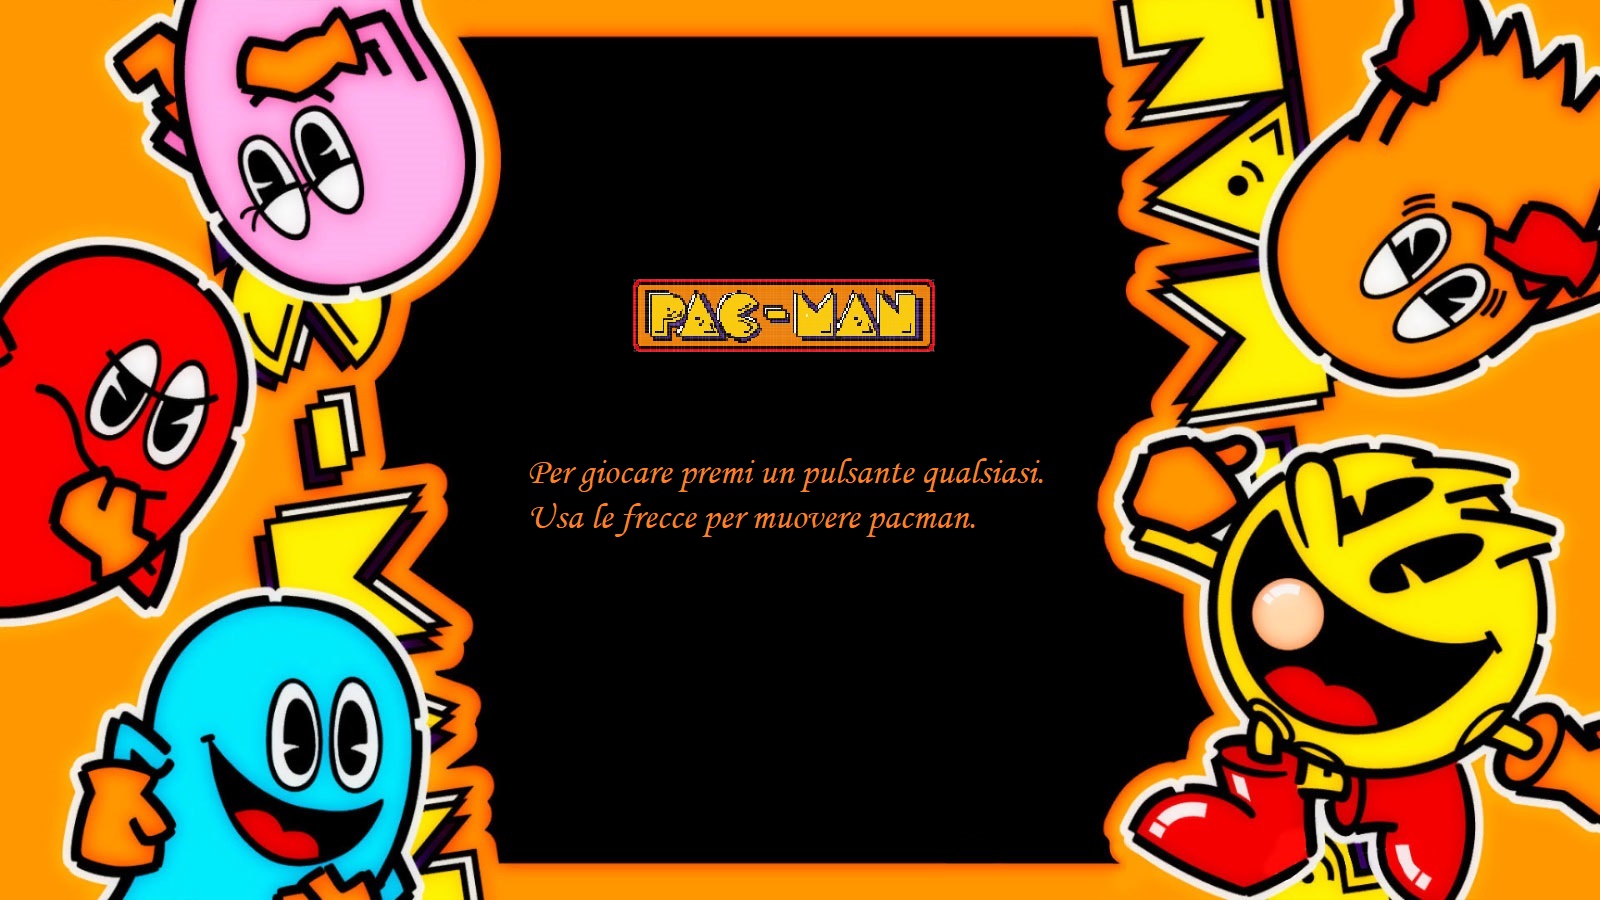 PAC-MAN
Per giocare premi un pulsante qualsiasi.
Usa le frecce per muovere pacman.